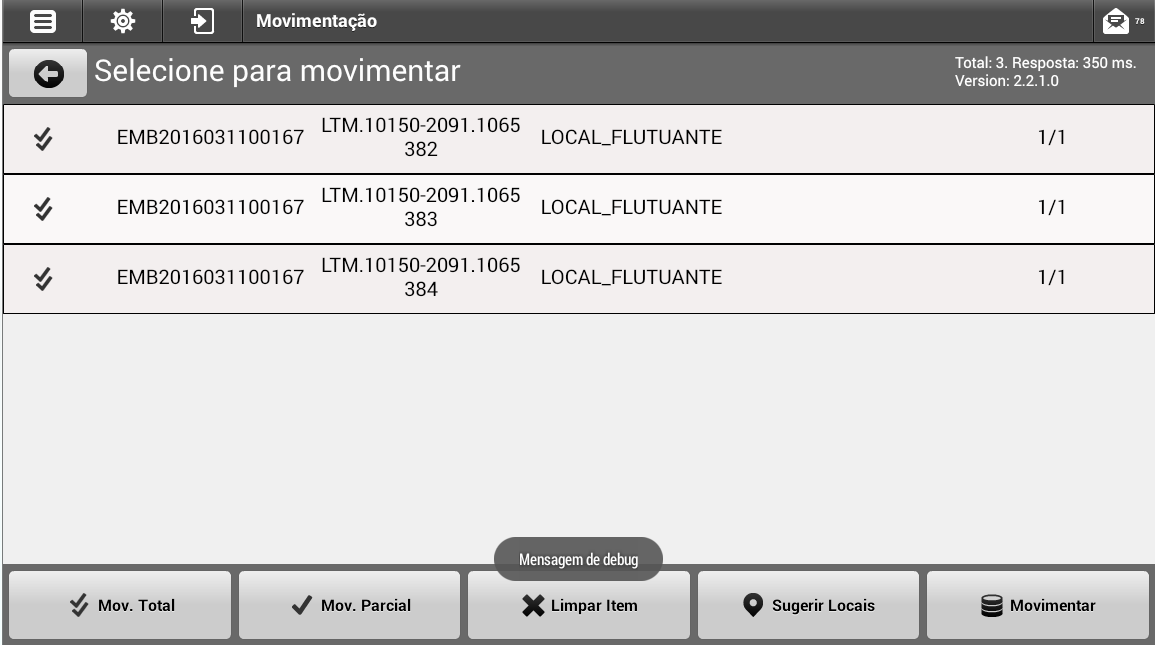 Movimentação
78
Selecione para movimentar
Total: 3. Resposta: 350 ms.
Version: 2.2.1.0
EMB2016031100167 LTM.10150-2091.1065 LOCAL_FLUTUANTE 1/1
382
EMB2016031100167 LTM.10150-2091.1065 LOCAL_FLUTUANTE 1/1
383
EMB2016031100167 LTM.10150-2091.1065 LOCAL_FLUTUANTE 1/1
384
Mensagem de debug
Mov. Total Mov. Parcial Limpar Item Sugerir Locais Movimentar